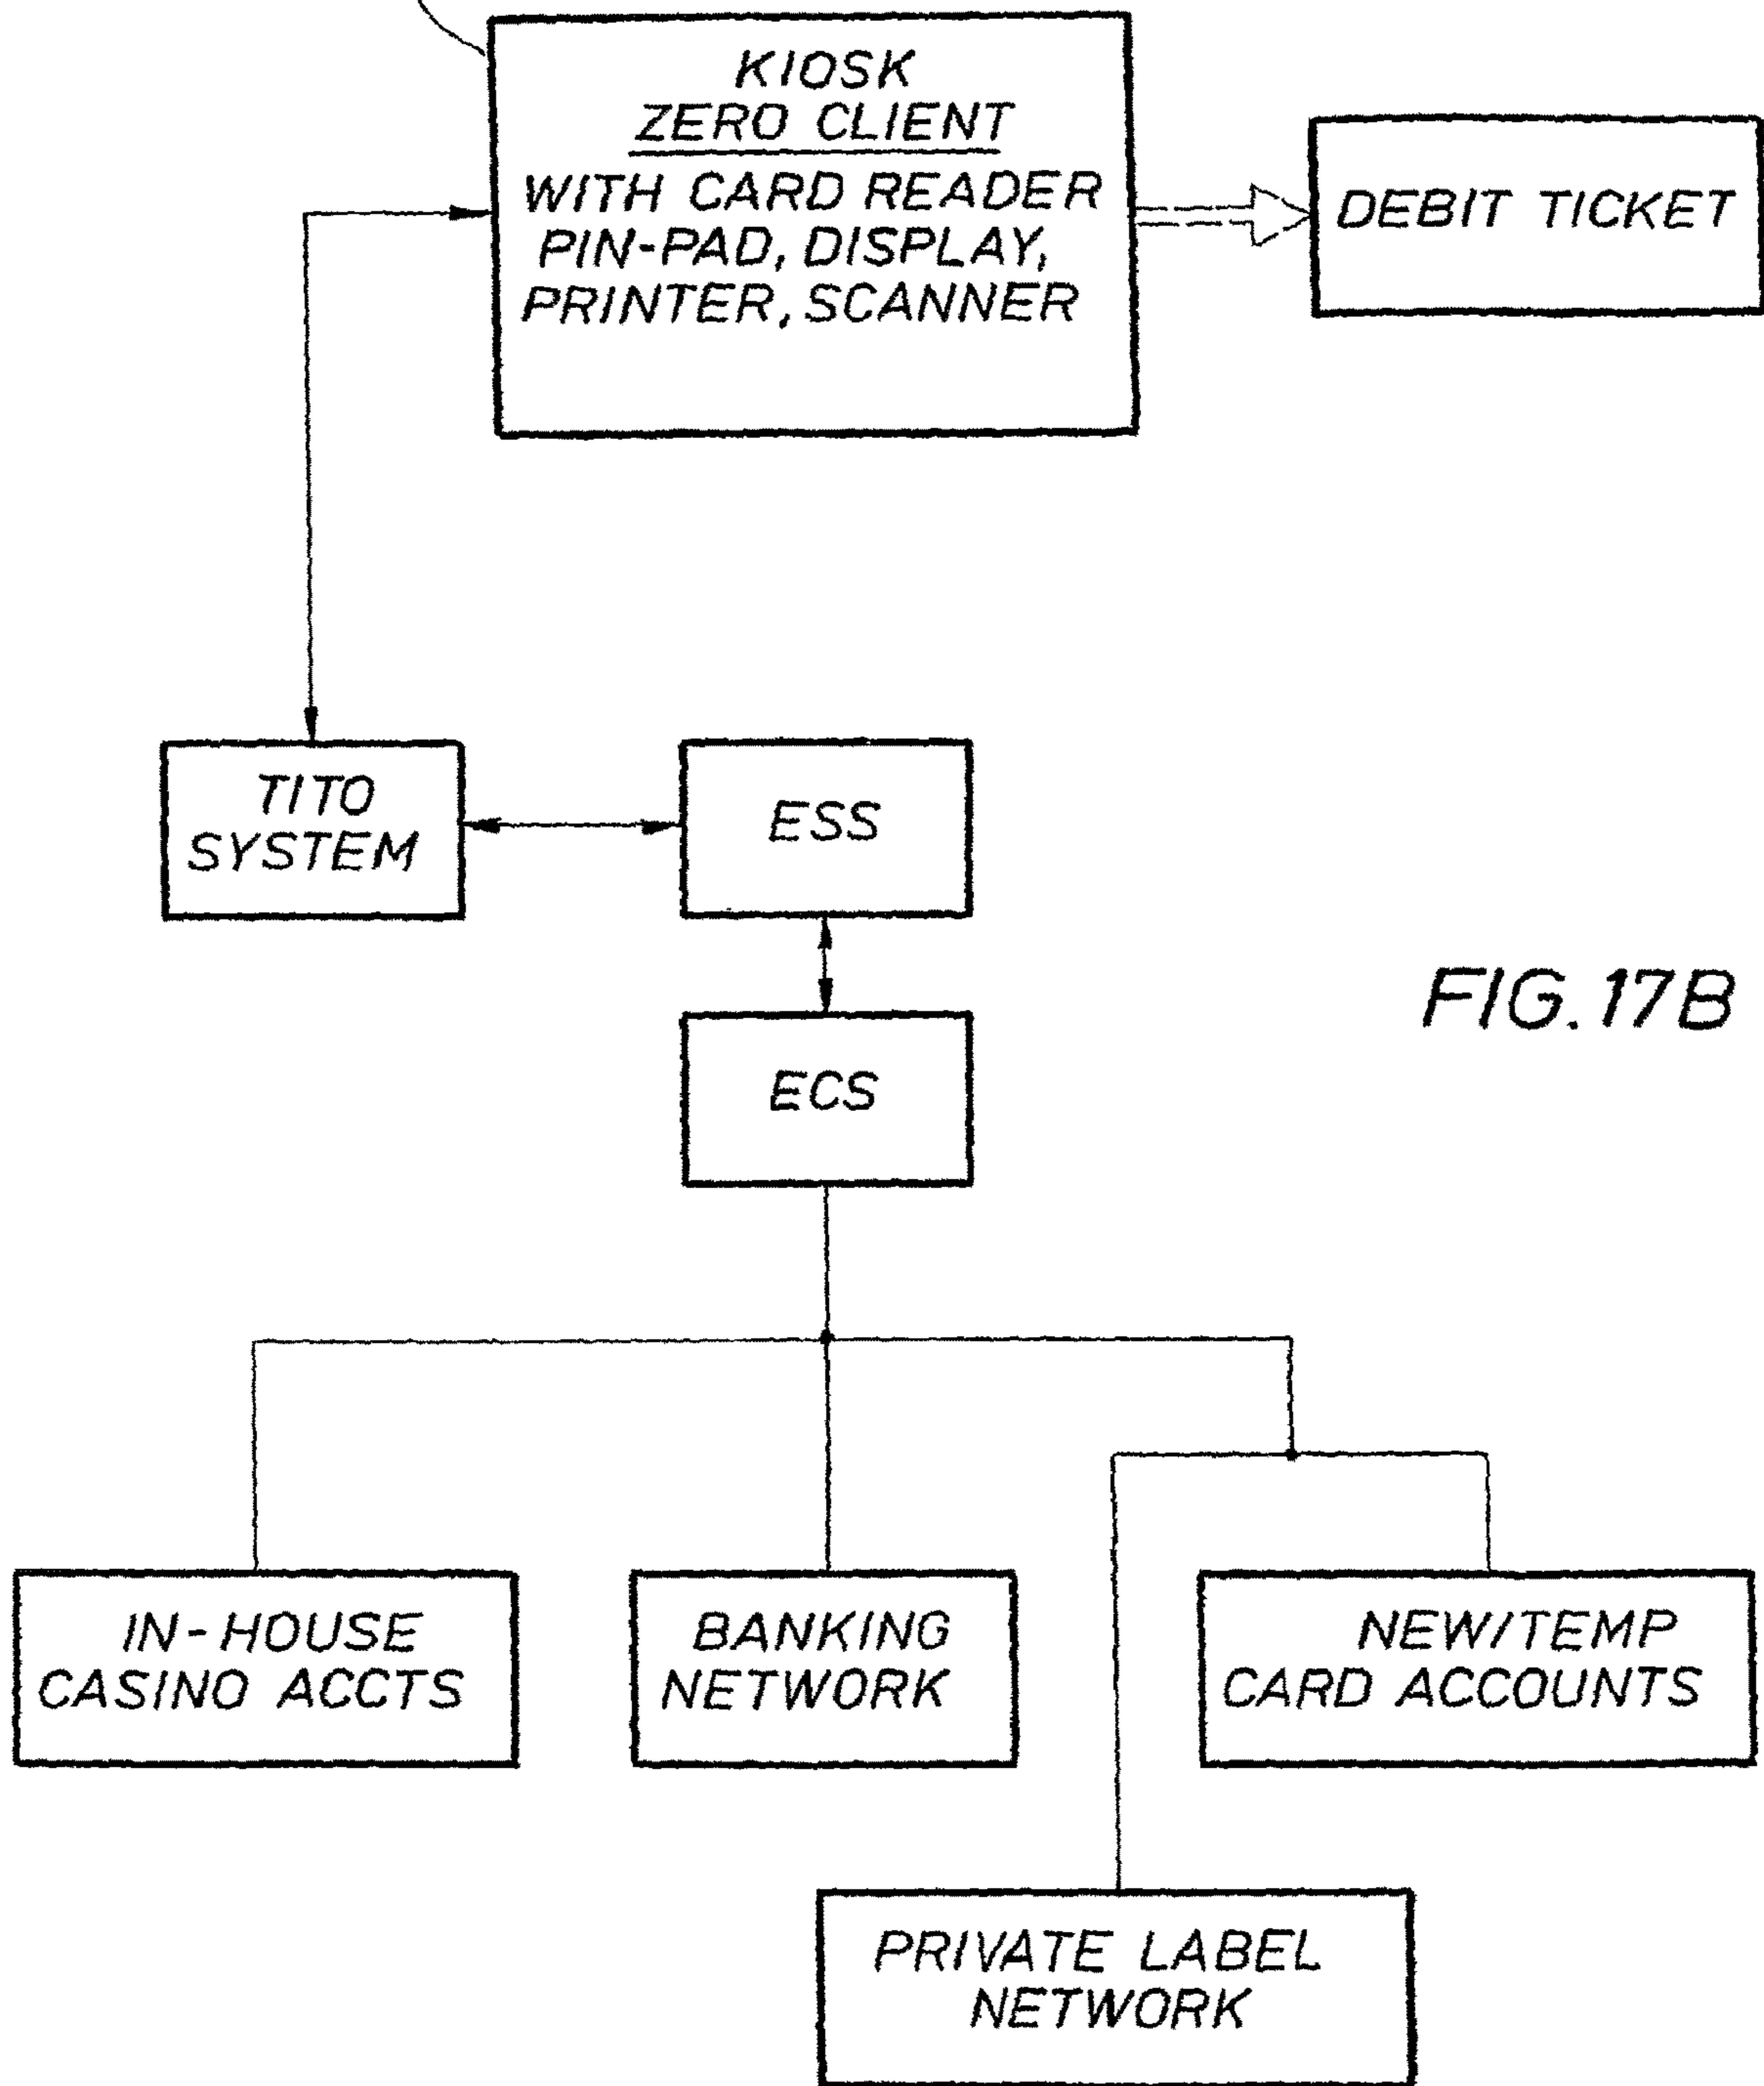 KIOSK
ZERO CLIENT
WITH CARD READER
PIN-PAD, DISPLAY,
PRINTER, SCANNER
DEBIT TICKET
TITO
SYSTEM
ESS
ECS
FIG. 17B
IN-HOUSE
CASINO ACCTS
BANKING
NETWORK
NEW/TEMP
CARD ACCOUNTS
PRIVATE LABEL
NETWORK